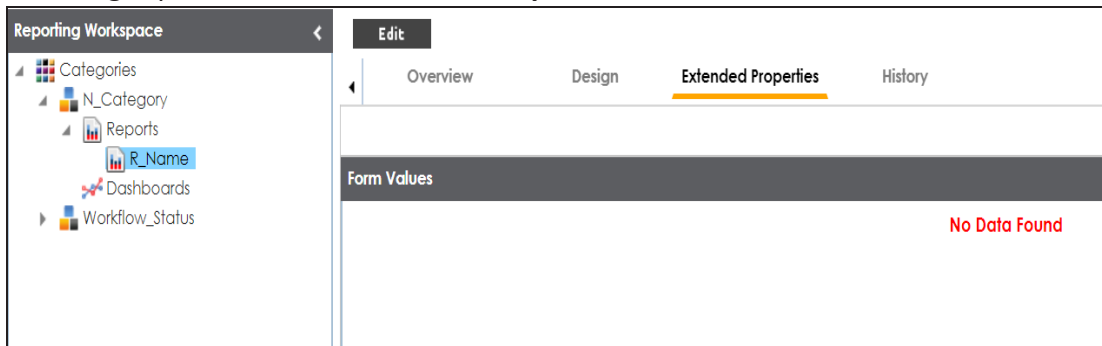 Reporting Workspace
Edit
Categories
Overview Design Extended Properties History
N_Category
Reports
R_Name
Dashboards
Form Values
Workflow_Status
No Data Found